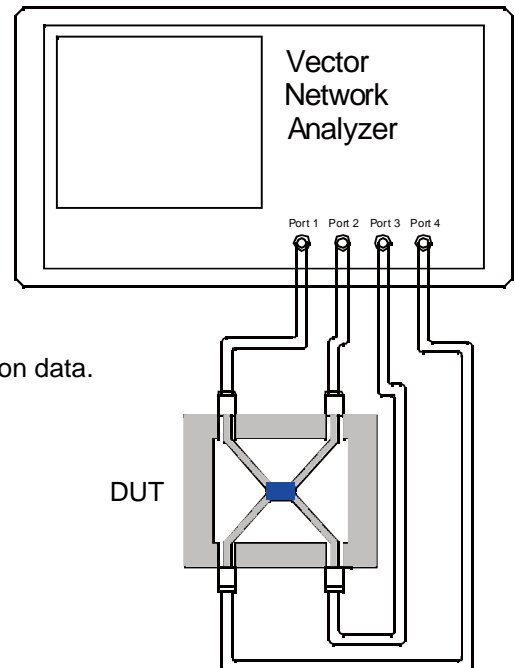 Vector
Network
Analyzer
Port 1 Port 2 Port 3 Port 4
on data.
DUT